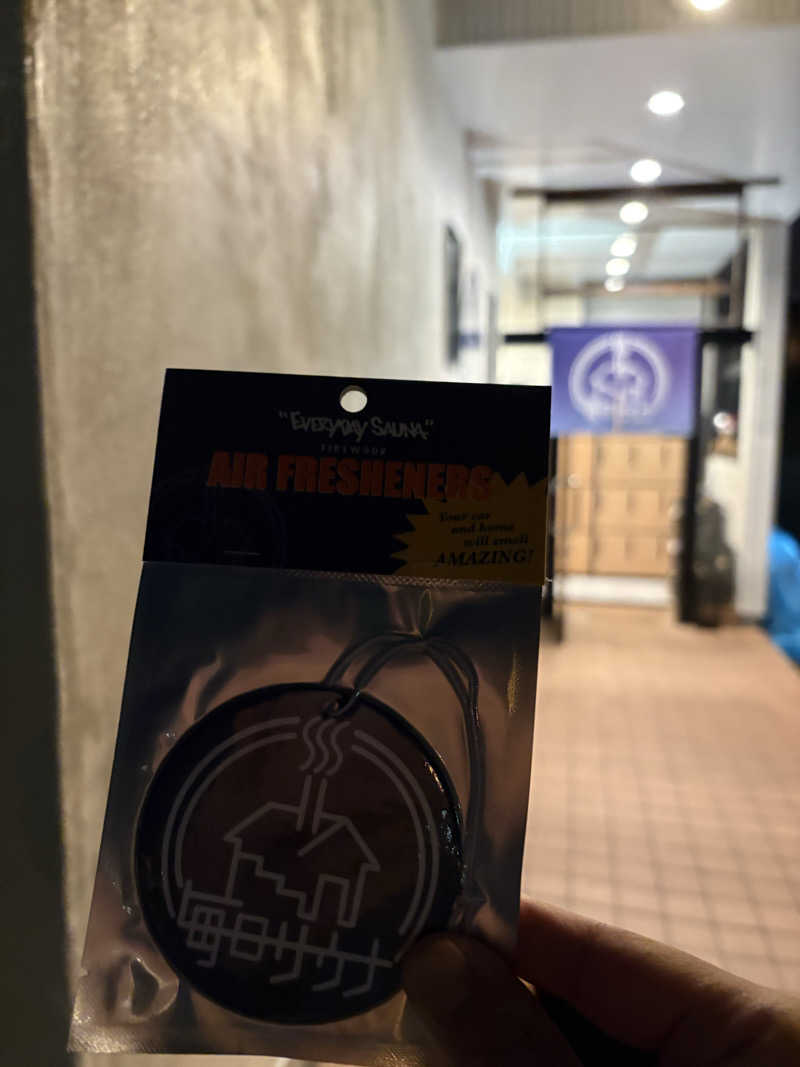 "EVERYDAY SAUNA"
FIREWOOD
AIR FRESHENERS
Your car
and home
will smell
AMAZING!
毎日サウナ